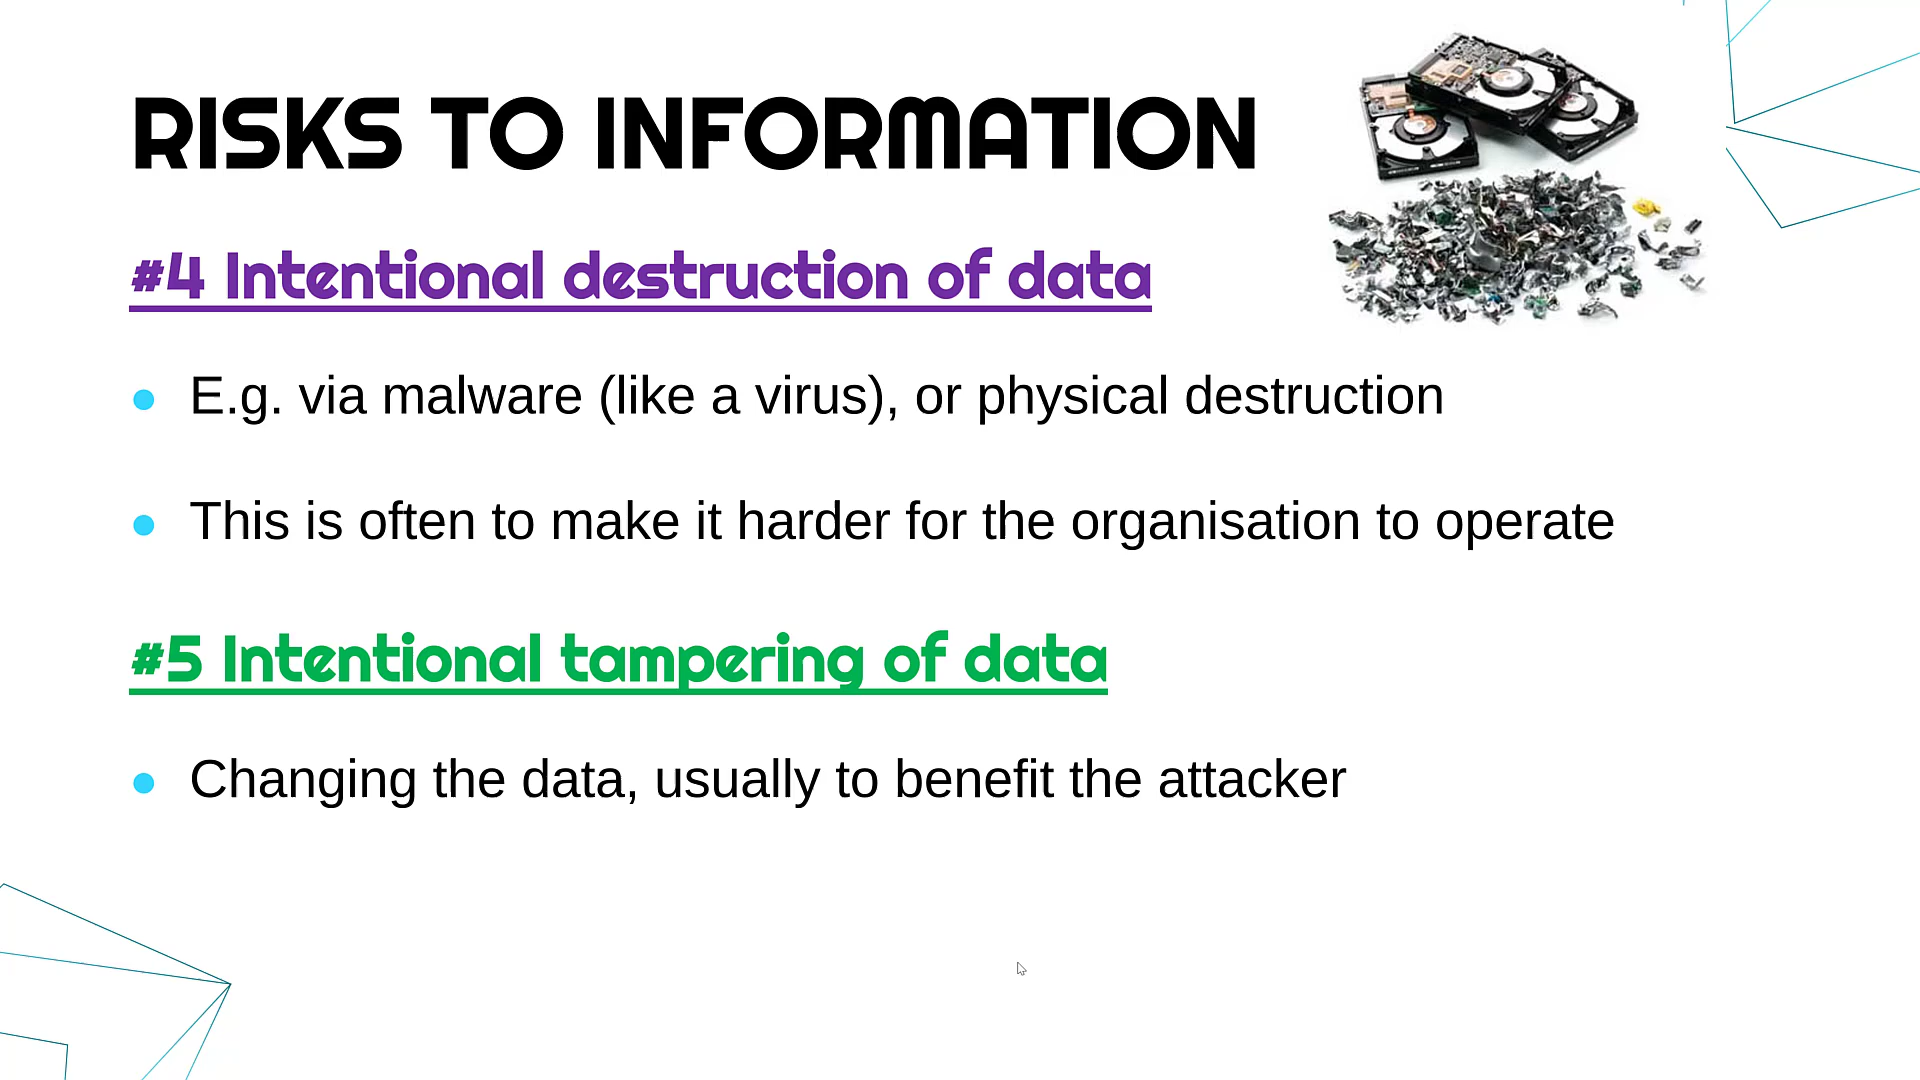 RISKS TO INFORMATION
#4 Intentional destruction of data
E.g. via malware (like a virus), or physical destruction
This is often to make it harder for the organisation to operate
#5 Intentional tampering of data
Changing the data, usually to benefit the attacker